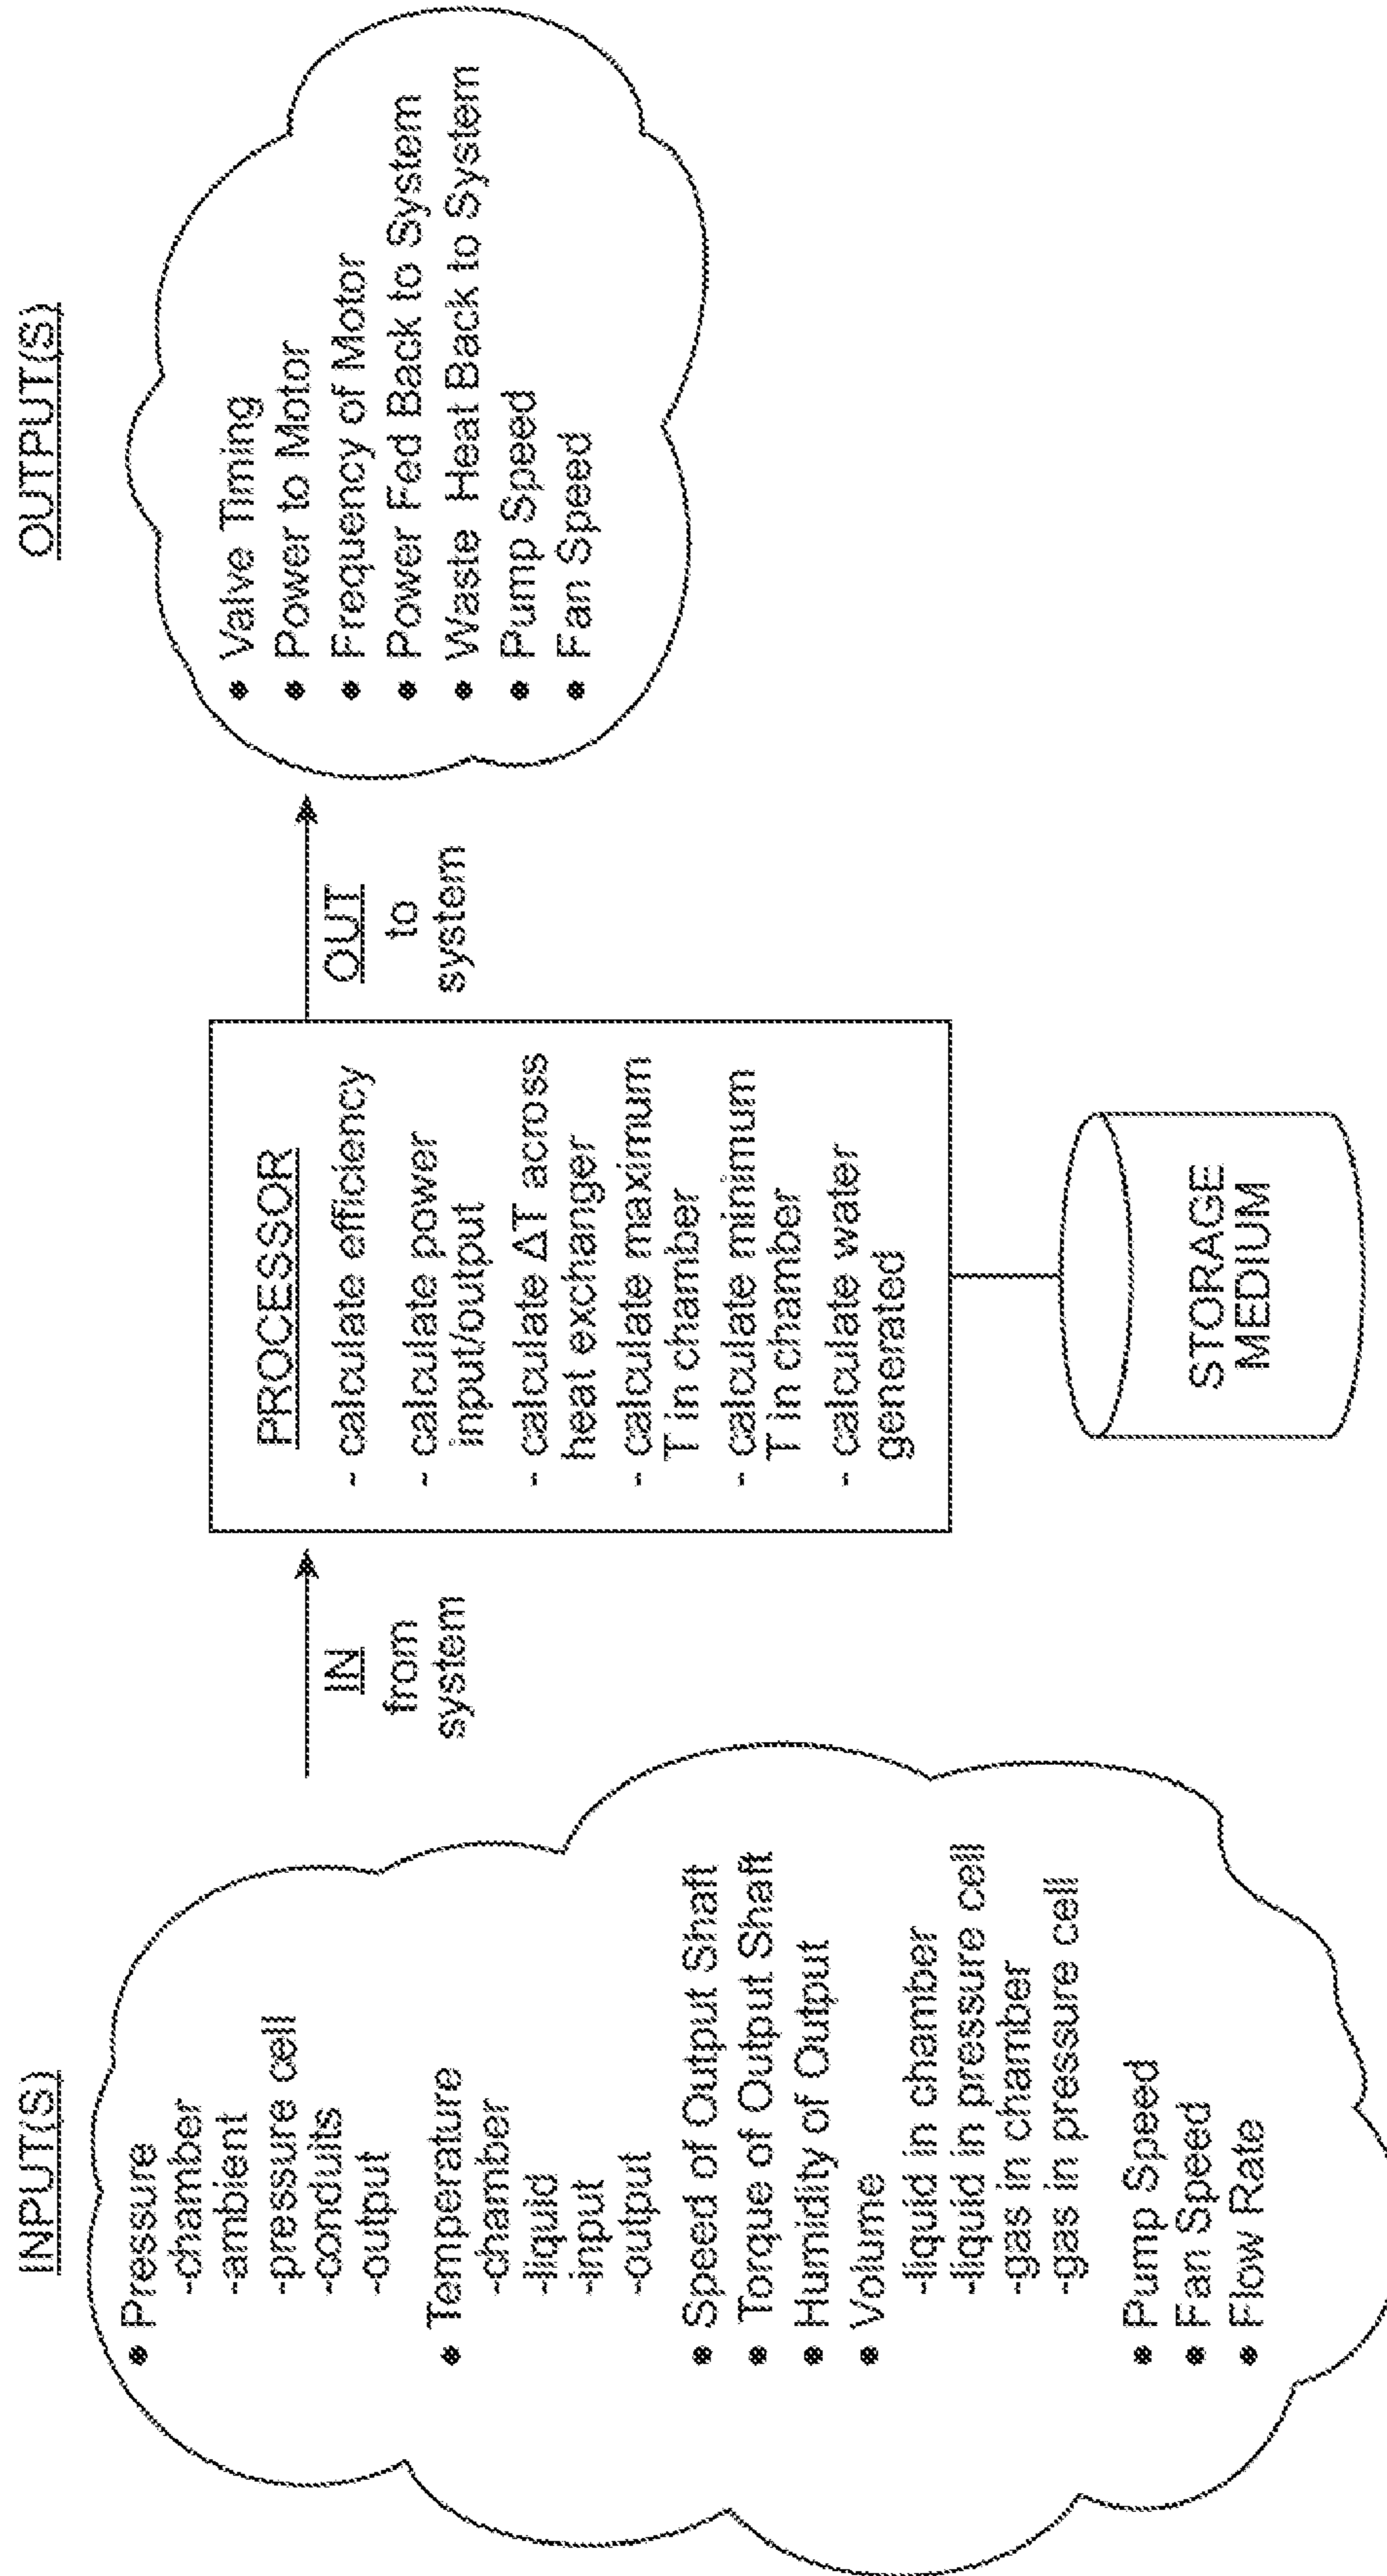 INPUT(S)
● Pressure
-chamber
-ambient
-pressure cell
-conduits
-output
● Temperature
-chamber
-liquid
-input
-output
● Speed of Output Shaft
● Torque of Output Shaft
● Humidity of Output
● Volume
-liquid in chamber
-liquid in pressure cell
-gas in chamber
-gas in pressure cell
● Pump Speed
● Fan Speed
● Flow Rate
IN
from
system
PROCESSOR
- calculate efficiency
- calculate power
input/output
- calculate ΔT across
heat exchanger
- calculate maximum
T in chamber
- calculate minimum
T in chamber
- calculate water
generated
STORAGE
MEDIUM
OUT
to
system
OUTPUT(S)
● Valve Timing
● Power to Motor
● Frequency of Motor
● Power Fed Back to System
● Waste Heat Back to System
● Pump Speed
● Fan Speed